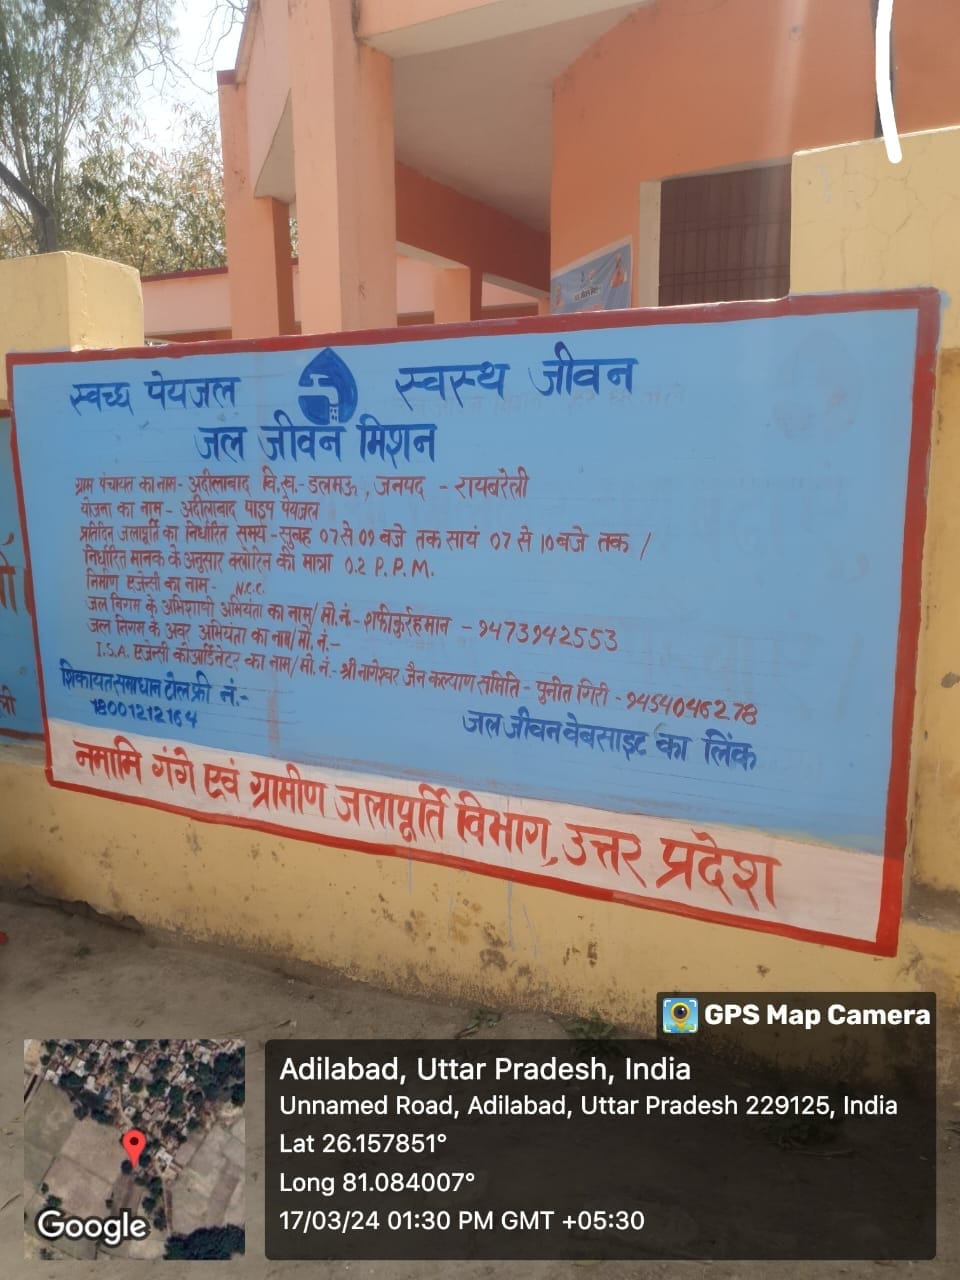 स्वच्छ पेयजल स्वस्थ जीवन
जल जीवन मिशन
ग्राम पंचायत का नाम - अदीलाबाद वि.ख.- डलमऊ, जनपद - रायबरेली
योजना का नाम - अदीलाबाद पाइप पेयजल
प्रतिदिन जलापूर्ति का निर्धारित समय - सुबह 07 से 09 बजे तक सायं 07 से 10 बजे तक /
निर्धारित मानक के अनुसार क्लोरिन की मात्रा 0.2 P.P.M.
निर्माण एजेन्सी का नाम - N.C.C.
जल निगम के अभियंता का नाम/ मो.नं.- शफीकुर्रहमान - 9473942553
जल निगम के अवर अभियंता का नाम/मो. नं.-
I.S.A. एजेन्सी कोआर्डिनेटर का नाम/ मो. नं.- श्री नागेश्वर जैन कल्याण समिति - पुनीत गिरी - 9454046278
शिकायत समाधान टोल फ्री नं.-
18001212164
जल जीवन वेबसाइट का लिंक
नमामि गंगे एवं ग्रामीण जलापूर्ति विभाग, उत्तर प्रदेश
GPS Map Camera
Adilabad, Uttar Pradesh, India
Unnamed Road, Adilabad, Uttar Pradesh 229125, India
Lat 26.157851°
Long 81.084007°
17/03/24 01:30 PM GMT +05:30
Google